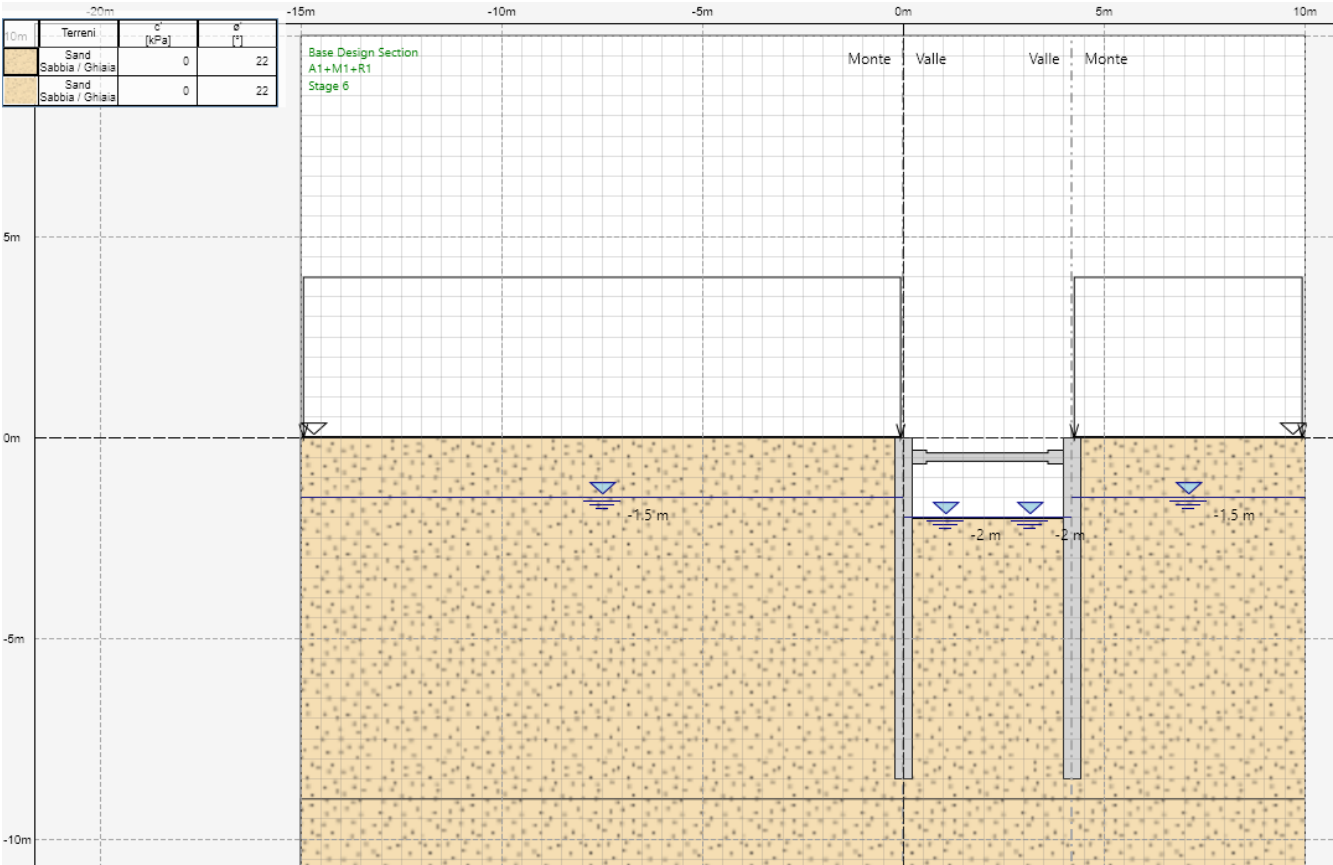 -20m -15m -10m -5m 0m 5m 10m
10m
Terreni c' ø'
[kPa] [°]
Sand
Sabbia / Ghiaia 0 22
Sand
Sabbia / Ghiaia 0 22
Base Design Section
A1+M1+R1
Stage 6
Monte Valle Valle Monte
5m
0m
-1.5 m -1.5 m
-2 m -2 m
-5m
-10m